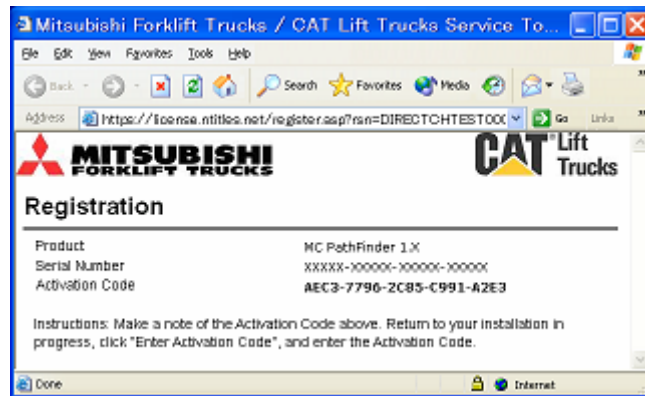 Mitsubishi Forklift Trucks / CAT Lift Trucks Service To...
File Edit View Favorites Tools Help
Back Search Favorites Media
Address https://license.ntitles.net/register.asp?rsn=DIRECTCHTEST00( Go Links
MITSUBISHI FORKLIFT TRUCKS
CAT Lift Trucks
Registration
Product MC PathFinder 1.X
Serial Number XXXXX-XXXXX-XXXXX-XXXXX
Activation Code AEC3-7796-2C85-C991-A2E3
Instructions: Make a note of the Activation Code above. Return to your installation in
progress, click "Enter Activation Code", and enter the Activation Code.
Done Internet